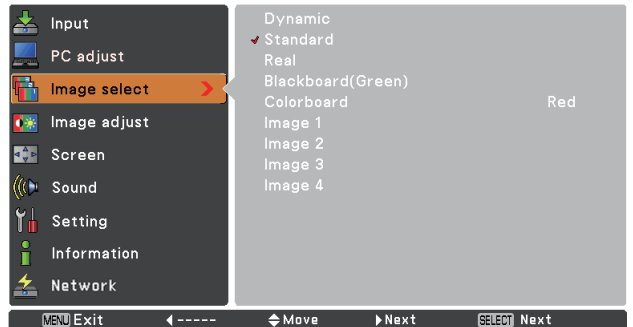 Input
PC adjust
Image select
Image adjust
Screen
Sound
Setting
Information
Network
Dynamic
Standard
Real
Blackboard(Green)
Colorboard Red
Image 1
Image 2
Image 3
Image 4
MENU Exit ----- Move Next SELECT Next